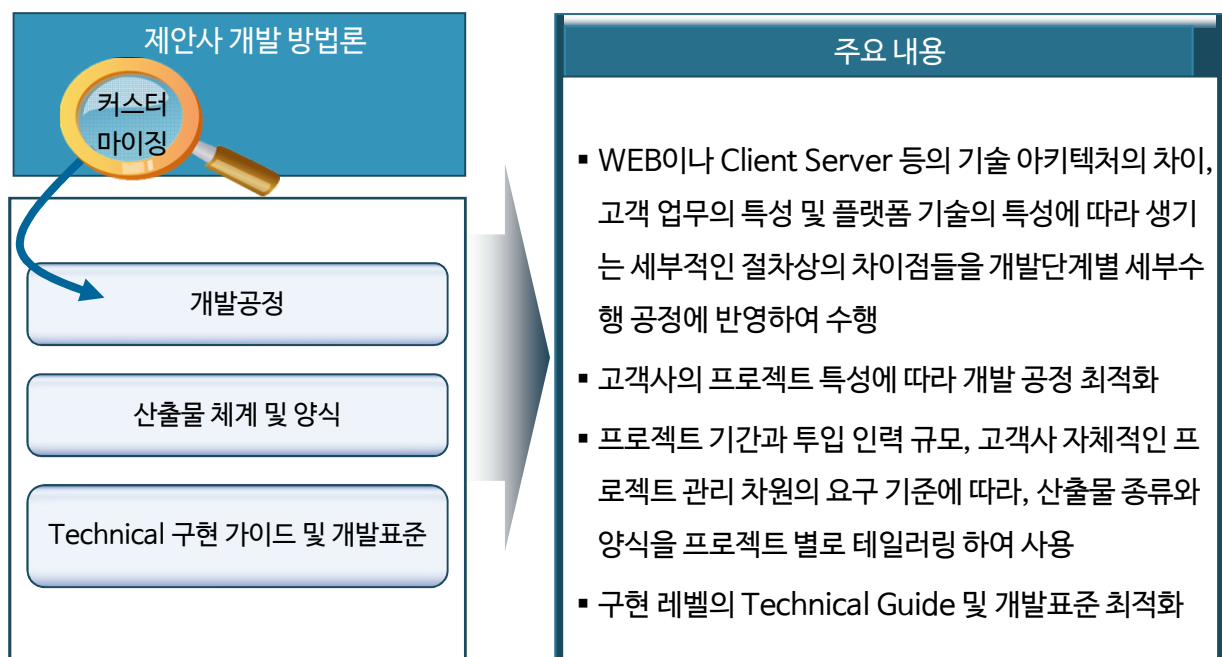 제안사 개발 방법론
커스터
마이징
개발공정
산출물 체계 및 양식
Technical 구현 가이드 및 개발표준
주요 내용
▪ WEB이나 Client Server 등의 기술 아키텍처의 차이,
고객 업무의 특성 및 플랫폼 기술의 특성에 따라 생기
는 세부적인 절차상의 차이점들을 개발단계별 세부수
행 공정에 반영하여 수행
▪ 고객사의 프로젝트 특성에 따라 개발 공정 최적화
▪ 프로젝트 기간과 투입 인력 규모, 고객사 자체적인 프
로젝트 관리 차원의 요구 기준에 따라, 산출물 종류와
양식을 프로젝트 별로 테일러링 하여 사용
▪ 구현 레벨의 Technical Guide 및 개발표준 최적화